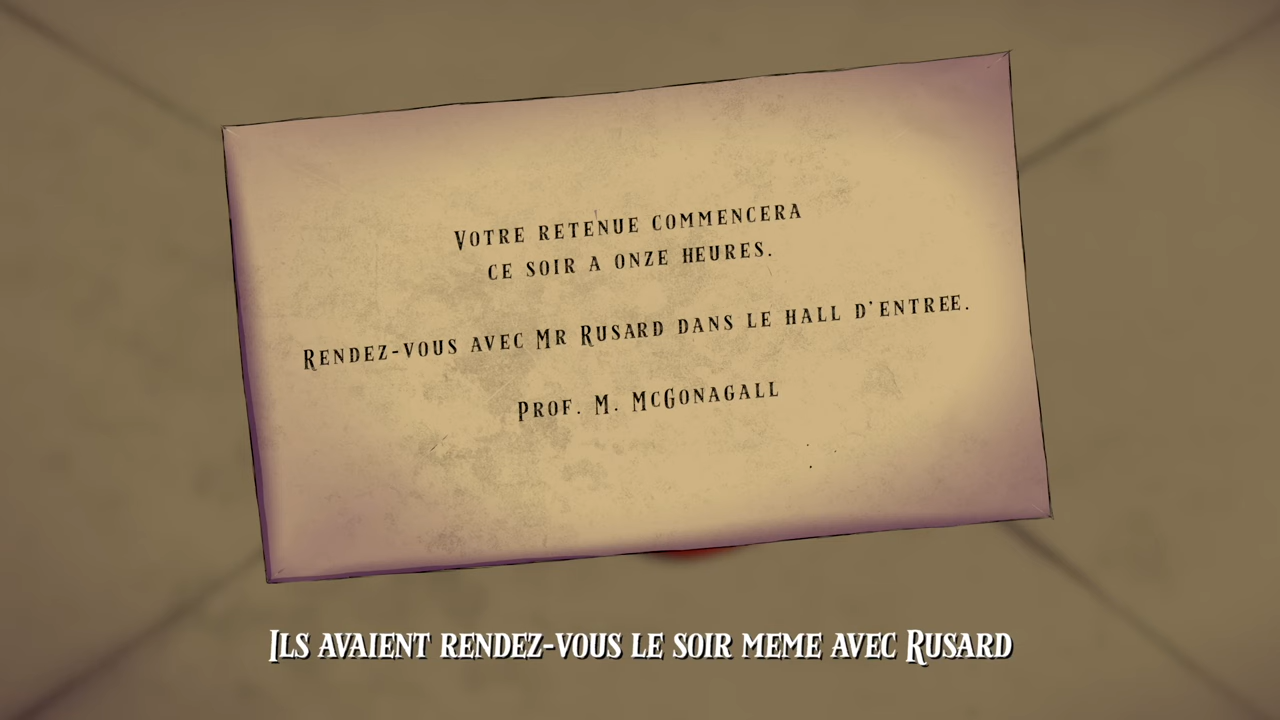 Votre retenue commencera
ce soir a onze heures.
Rendez-vous avec Mr Rusard dans le hall d'entree.
Prof. M. McGonagall
Ils avaient rendez-vous le soir meme avec Rusard